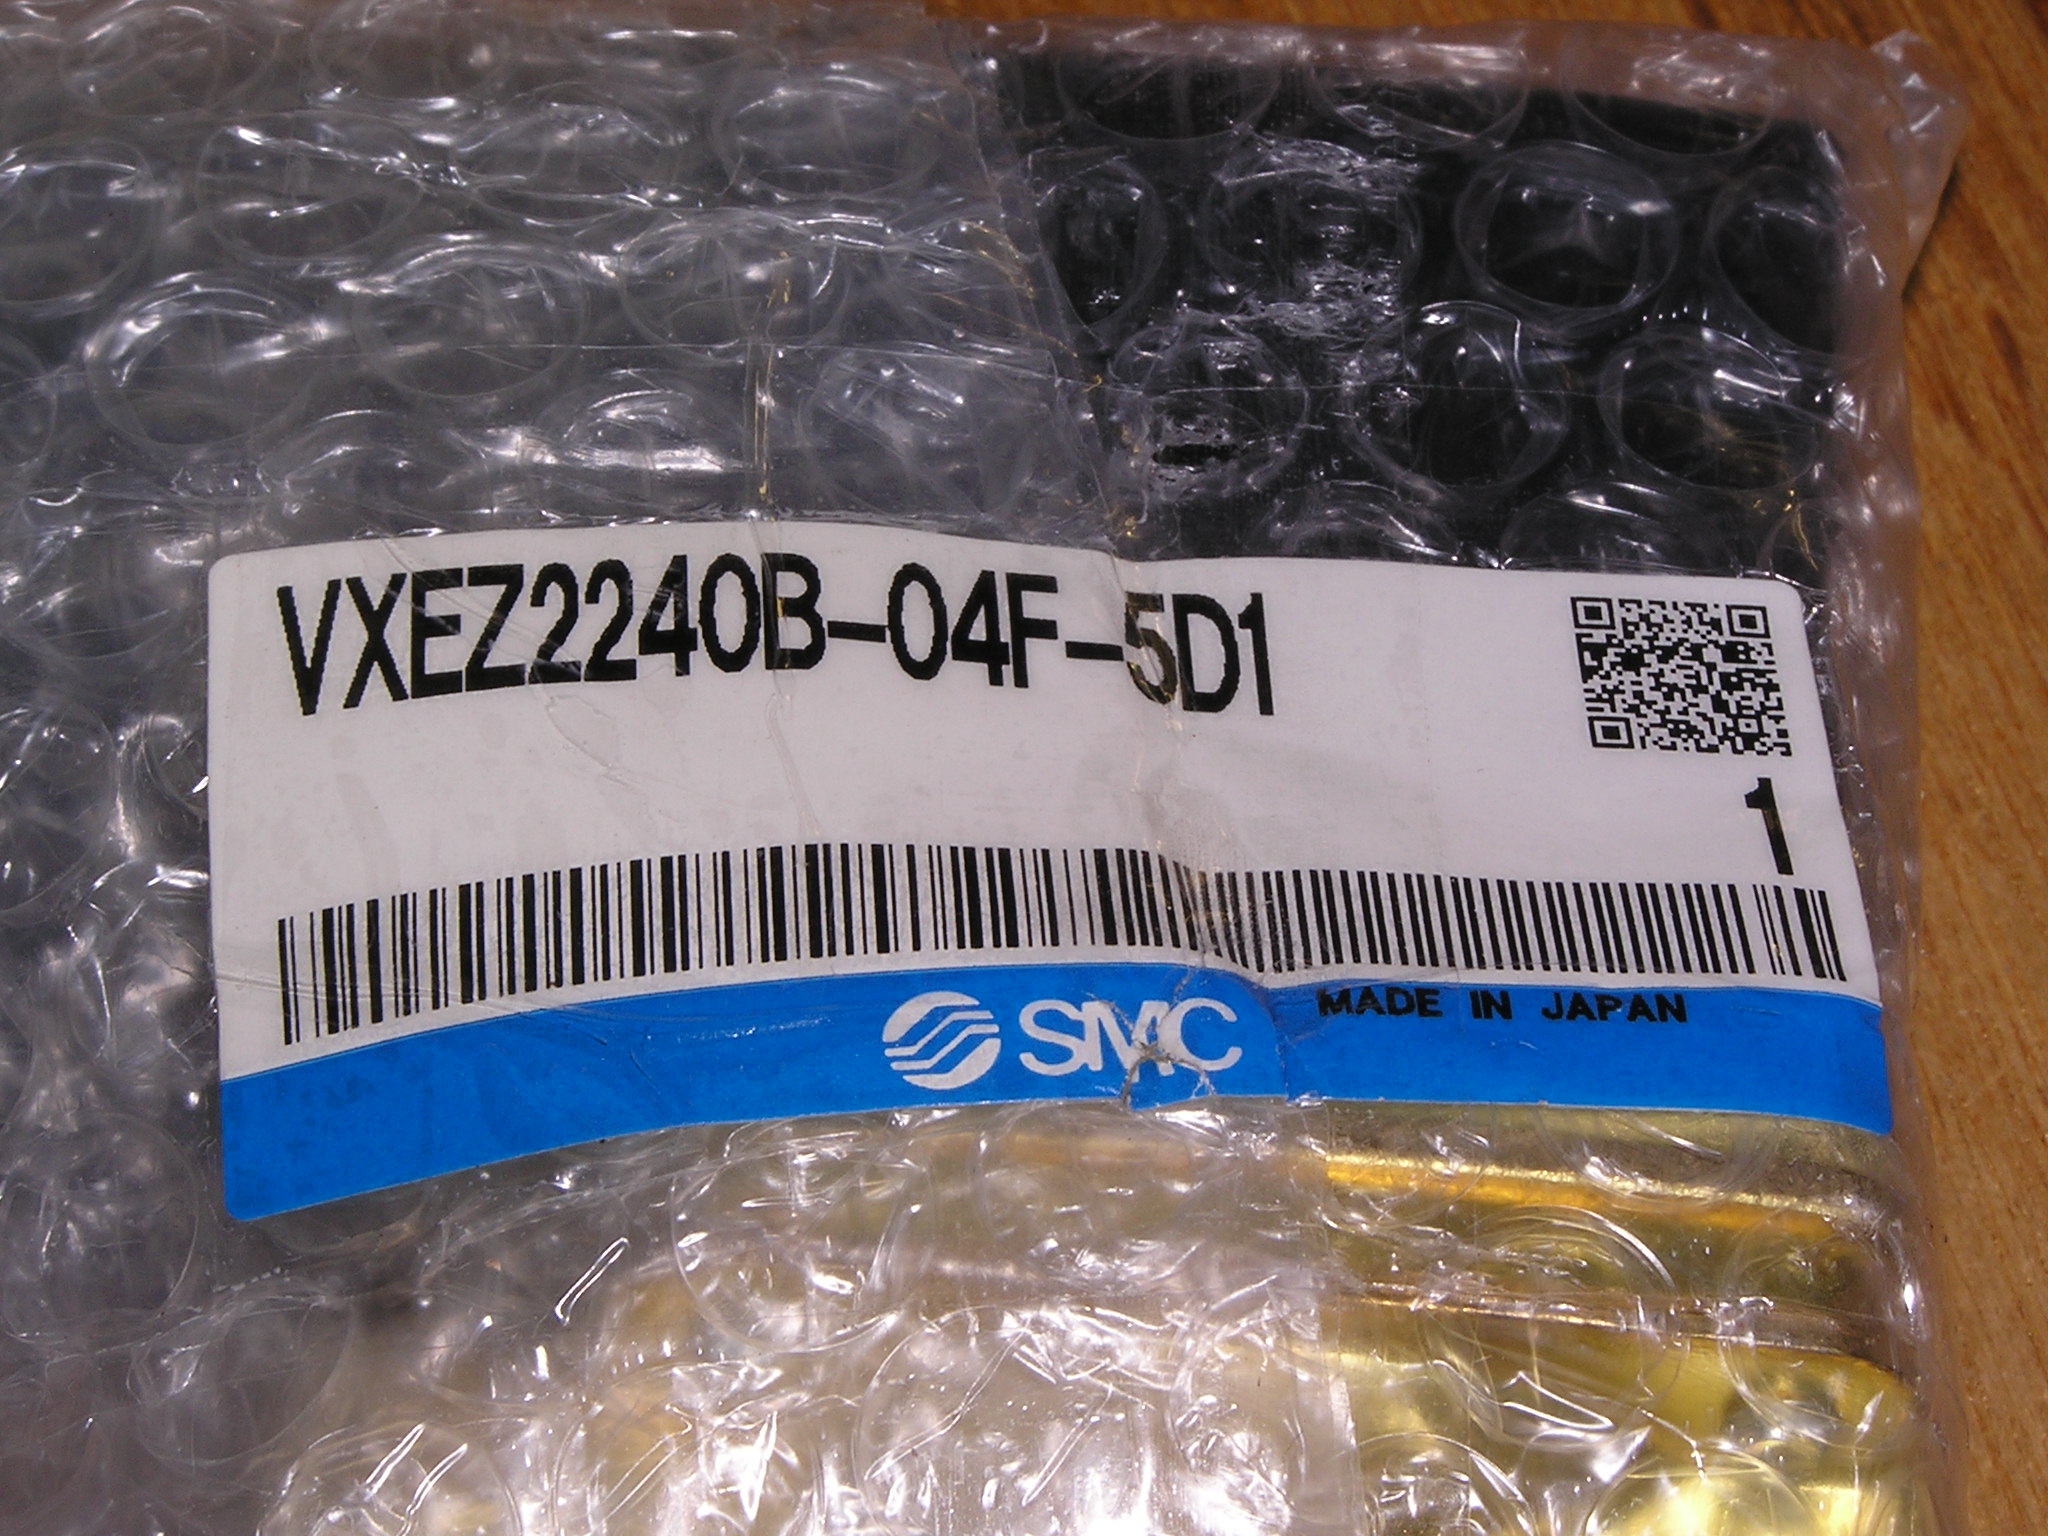 VXEZ2240B-04F-5D1
1
SMC
MADE IN JAPAN